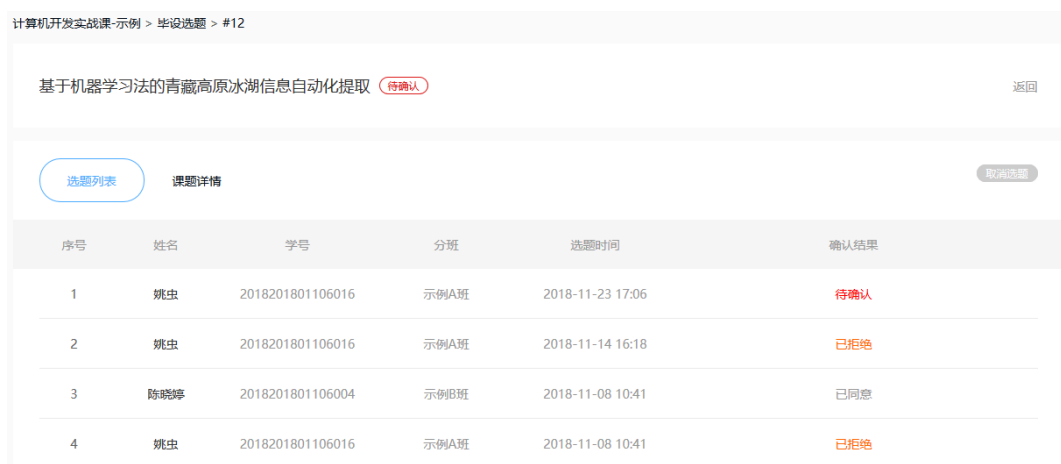 计算机开发实战课-示例 > 毕设选题 > #12
基于机器学习法的青藏高原冰湖信息自动化提取 待确认 返回
选题列表 课题详情 取消选题
序号 姓名 学号 分班 选题时间 确认结果
1 姚虫 2018201801106016 示例A班 2018-11-23 17:06 待确认
2 姚虫 2018201801106016 示例A班 2018-11-14 16:18 已拒绝
3 陈晓婷 2018201801106004 示例B班 2018-11-08 10:41 已同意
4 姚虫 2018201801106016 示例A班 2018-11-08 10:41 已拒绝